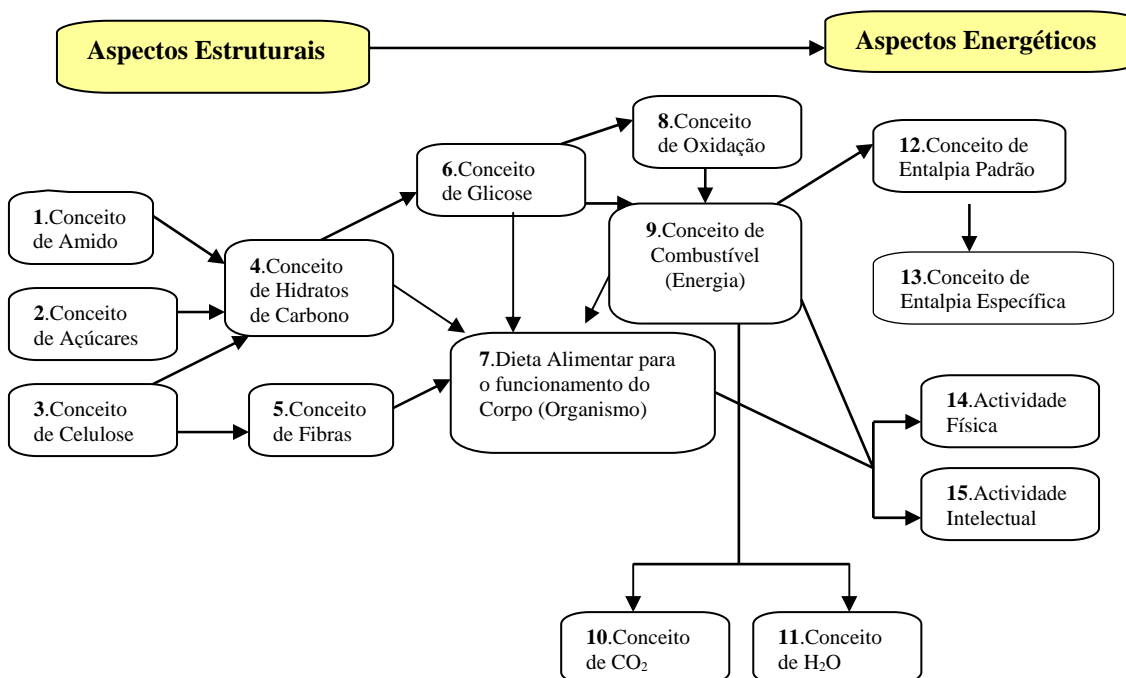 Aspectos Estruturais
Aspectos Energéticos
1.Conceito
de Amido
2.Conceito
de Açúcares
3.Conceito
de Celulose
4.Conceito
de Hidratos
de Carbono
5.Conceito
de Fibras
6.Conceito
de Glicose
7.Dieta Alimentar para
o funcionamento do
Corpo (Organismo)
8.Conceito
de Oxidação
9.Conceito de
Combustível
(Energia)
10.Conceito
de CO₂
11.Conceito
de H₂O
12.Conceito de
Entalpia Padrão
13.Conceito de
Entalpia Específica
14.Actividade
Física
15.Actividade
Intelectual